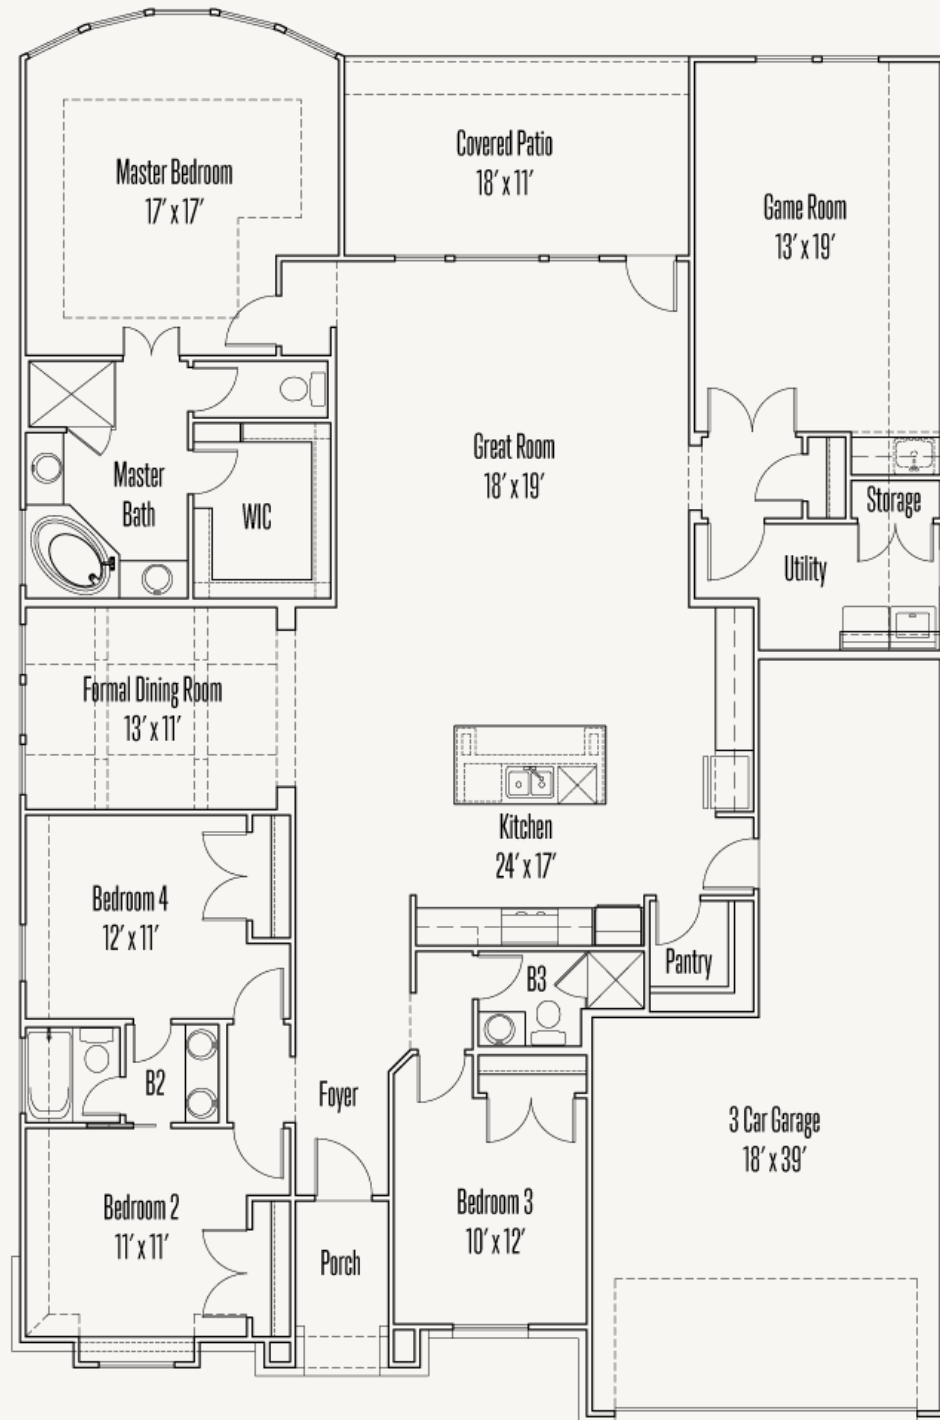 Master Bedroom
17' x 17'
Covered Patio
18' x 11'
Game Room
13' x 19'
Great Room
18' x 19'
Master
Bath
WIC
Storage
Utility
Formal Dining Room
13' x 11'
Kitchen
24' x 17'
Bedroom 4
12' x 11'
Pantry
B3
B2
Foyer
3 Car Garage
18' x 39'
Bedroom 2
11' x 11'
Bedroom 3
10' x 12'
Porch